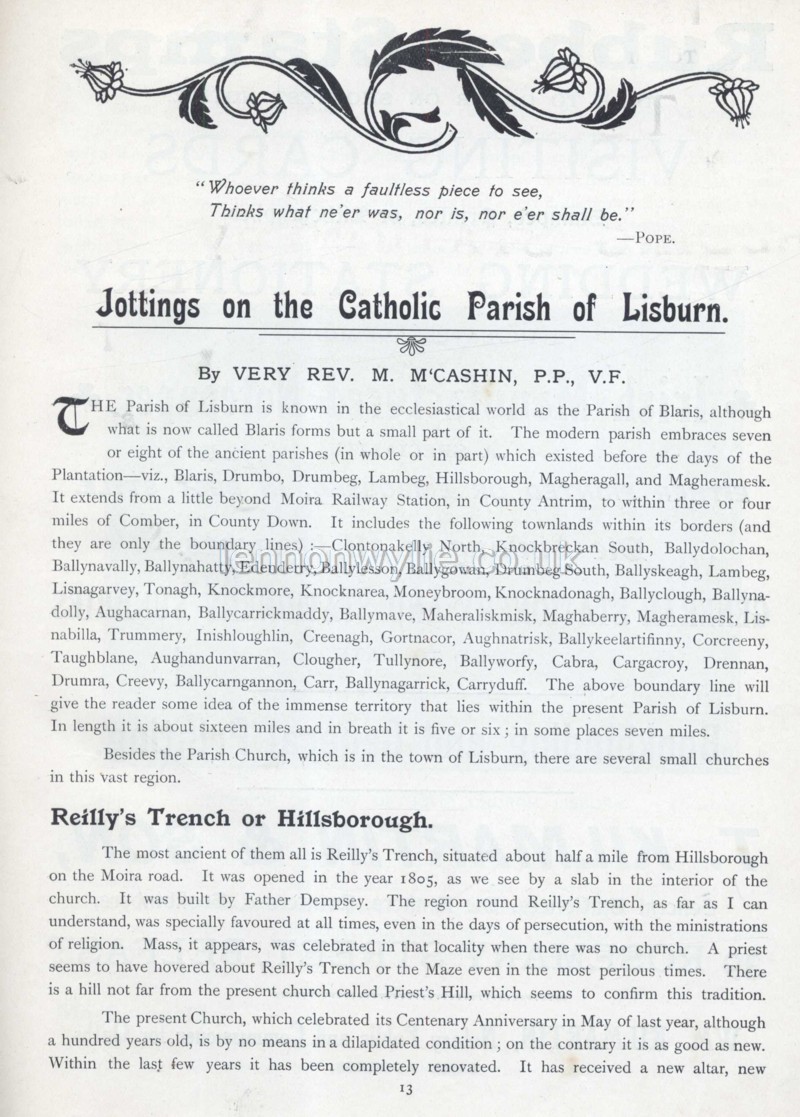 “Whoever thinks a faultless piece to see,
Thinks what ne'er was, nor is, nor e'er shall be.”
—POPE.
Jottings on the Catholic Parish of Lisburn.
By VERY REV. M. M‘CASHIN, P.P., V.F.
THE Parish of Lisburn is known in the ecclesiastical world as the Parish of Blaris, although
what is now called Blaris forms but a small part of it. The modern parish embraces seven
or eight of the ancient parishes (in whole or in part) which existed before the days of the
Plantation—viz., Blaris, Drumbo, Drumbeg, Lambeg, Hillsborough, Magheragall, and Magheramesk.
It extends from a little beyond Moira Railway Station, in County Antrim, to within three or four
miles of Comber, in County Down. It includes the following townlands within its borders (and
they are only the boundary lines) :—Clontonakelly North, Knockbreckan South, Ballydolochan,
Ballynavally, Ballynahatty, Edenderry, Ballylesson, Ballygowan, Drumbeg South, Ballyskeagh, Lambeg,
Lisnagarvey, Tonagh, Knockmore, Knocknarea, Moneybroom, Knocknadonagh, Ballyclough, Ballyna-
dolly, Aughacarnan, Ballycarrickmaddy, Ballymave, Maheraliskmisk, Maghaberry, Magheramesk, Lis-
nabilla, Trummery, Inishloughlin, Creenagh, Gortnacor, Aughnatrisk, Ballykeelartifinny, Corcreeny,
Taughblane, Aughandunvarran, Clougher, Tullynore, Ballyworfy, Cabra, Cargacroy, Drennan,
Drumra, Creevy, Ballycarngannon, Carr, Ballynagarrick, Carryduff. The above boundary line will
give the reader some idea of the immense territory that lies within the present Parish of Lisburn.
In length it is about sixteen miles and in breath it is five or six ; in some places seven miles.
Besides the Parish Church, which is in the town of Lisburn, there are several small churches
in this vast region.
Reilly's Trench or Hillsborough.
The most ancient of them all is Reilly's Trench, situated about half a mile from Hillsborough
on the Moira road. It was opened in the year 1805, as we see by a slab in the interior of the
church. It was built by Father Dempsey. The region round Reilly's Trench, as far as I can
understand, was specially favoured at all times, even in the days of persecution, with the ministrations
of religion. Mass, it appears, was celebrated in that locality when there was no church. A priest
seems to have hovered about Reilly's Trench or the Maze even in the most perilous times. There
is a hill not far from the present church called Priest's Hill, which seems to confirm this tradition.
The present Church, which celebrated its Centenary Anniversary in May of last year, although
a hundred years old, is by no means in a dilapidated condition ; on the contrary it is as good as new.
Within the last few years it has been completely renovated. It has received a new altar, new
13
lennonwylie.co.uk